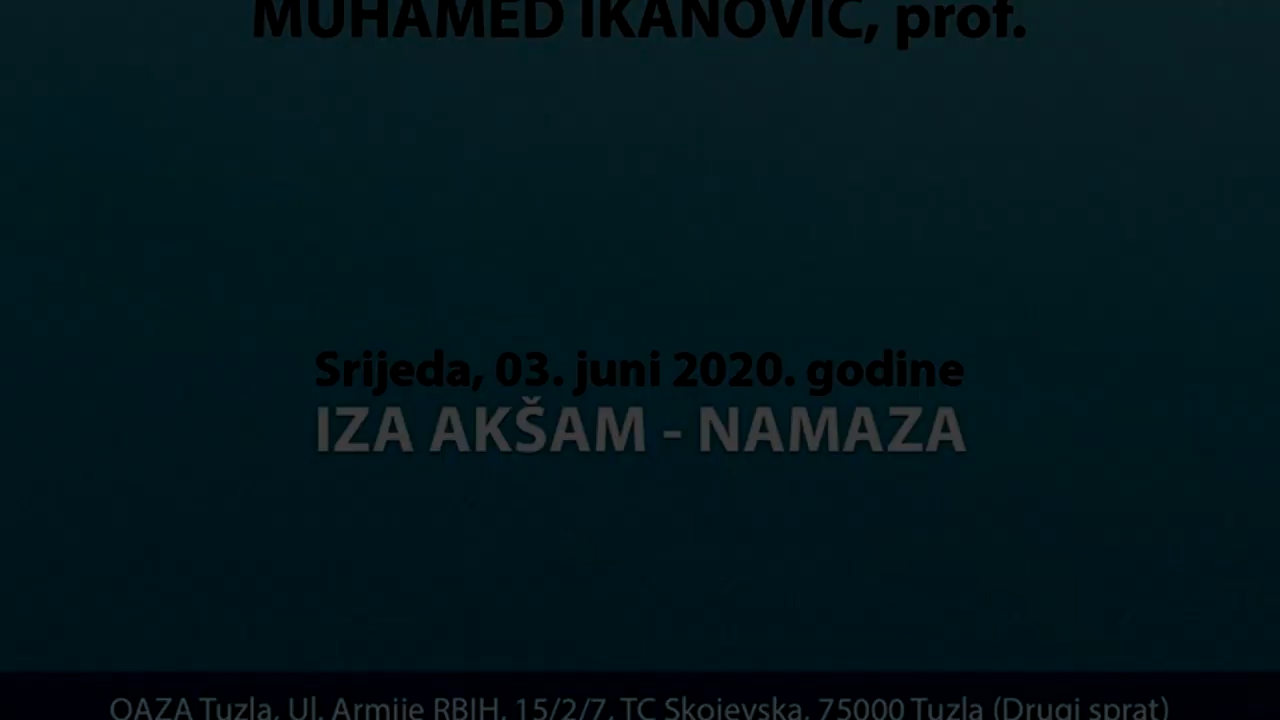 MUHAMED IKANOVIĆ, prof.
Srijeda, 03. juni 2020. godine
IZA AKŠAM - NAMAZA
OAZA Tuzla, Ul. Armije RBIH, 15/2/7, TC Skojevska, 75000 Tuzla (Drugi sprat)